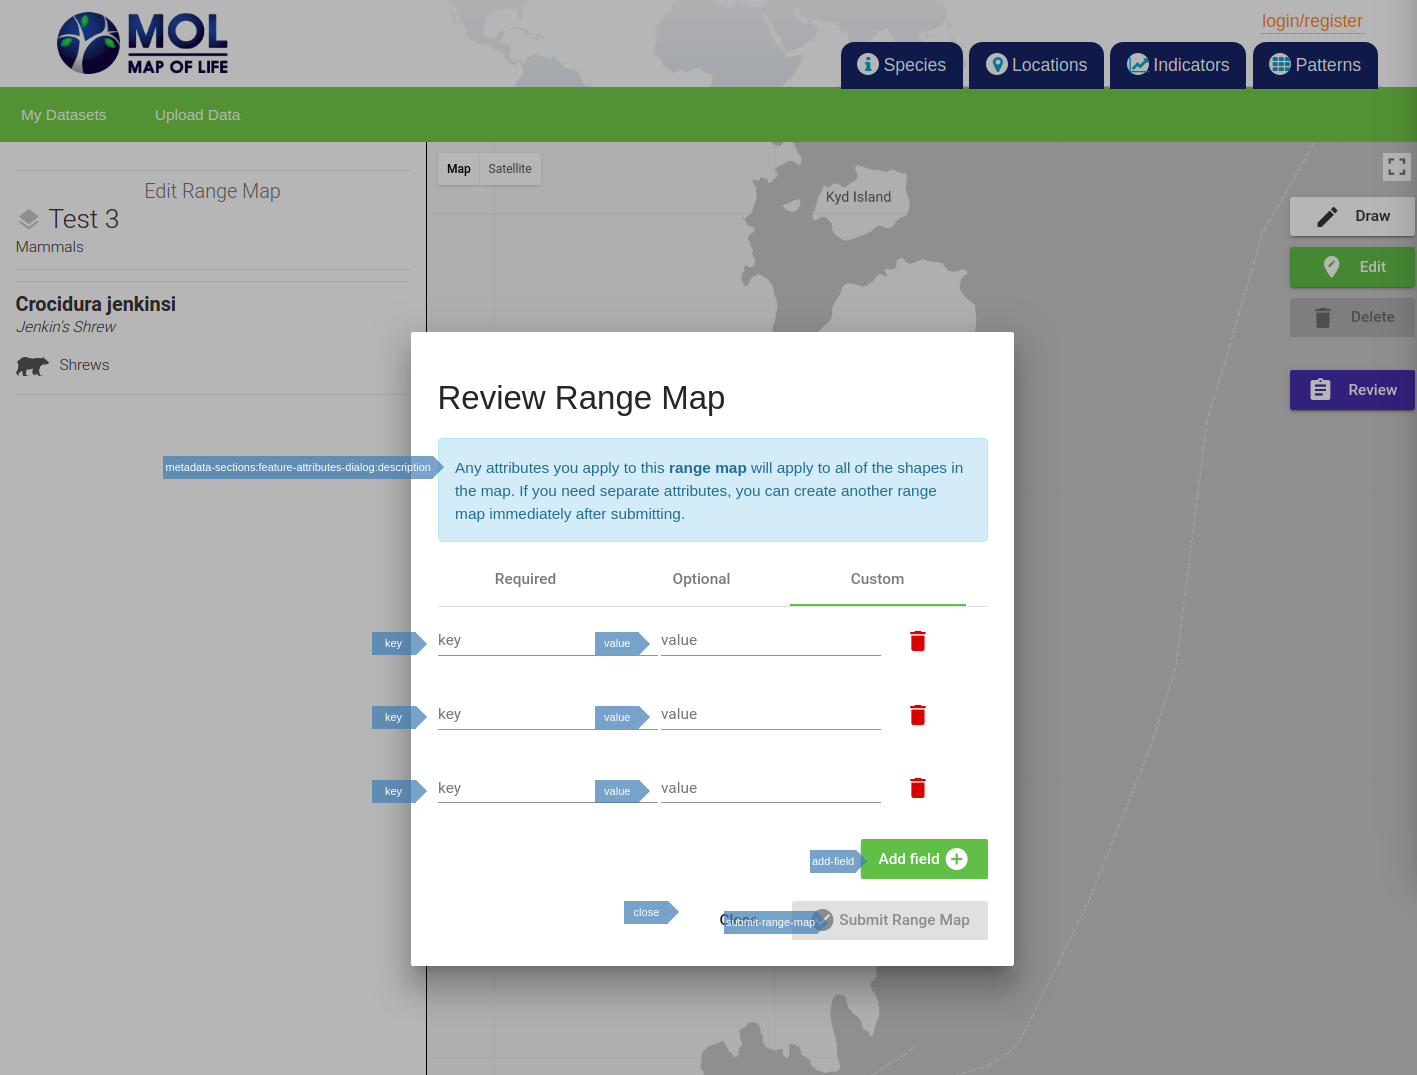 MOL
MAP OF LIFE
login/register
Species
Locations
Indicators
Patterns
My Datasets
Upload Data
Edit Range Map
Test 3
Mammals
Crocidura jenkinsi
Jenkin's Shrew
Shrews
Map
Satellite
Kyd Island
Draw
Edit
Delete
Review
Review Range Map
metadata-sections:feature-attributes-dialog:description
Any attributes you apply to this range map will apply to all of the shapes in
the map. If you need separate attributes, you can create another range
map immediately after submitting.
Required
Optional
Custom
key
key
value
value
key
key
value
value
key
key
value
value
add-field
Add field
close
submit-range-map
Submit Range Map